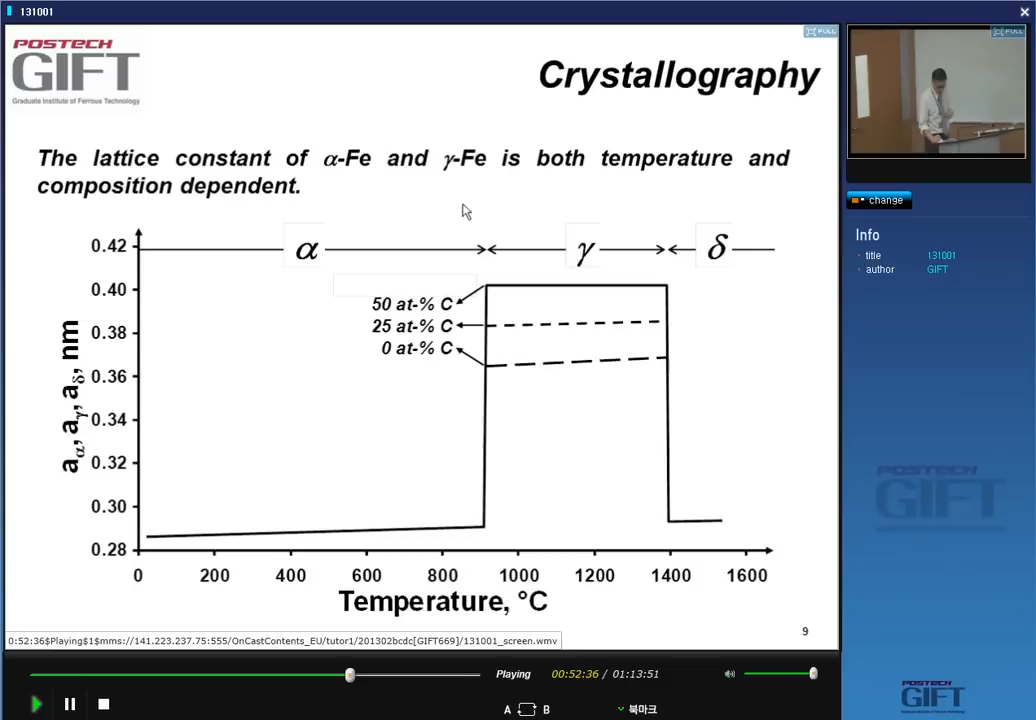 131001
POSTECH
GIFT
Graduate Institute of Ferrous Technology
FULL
Crystallography
The lattice constant of α-Fe and γ-Fe is both temperature and
composition dependent.
α
γ
δ
50 at-% C
25 at-% C
0 at-% C
aα, aγ, aδ, nm
0.42
0.40
0.38
0.36
0.34
0.32
0.30
0.28
0 200 400 600 800 1000 1200 1400 1600
Temperature, °C
9
0:52:36$Playing$1$mms://141.223.237.75:555/OnCastContents_EU/tutor1/201302bcdc[GIFT669]/131001_screen.wmv
Playing 00:52:36 / 01:13:51
A B 북마크
FULL
change
Info
title 131001
author GIFT
POSTECH
GIFT
POSTECH
GIFT